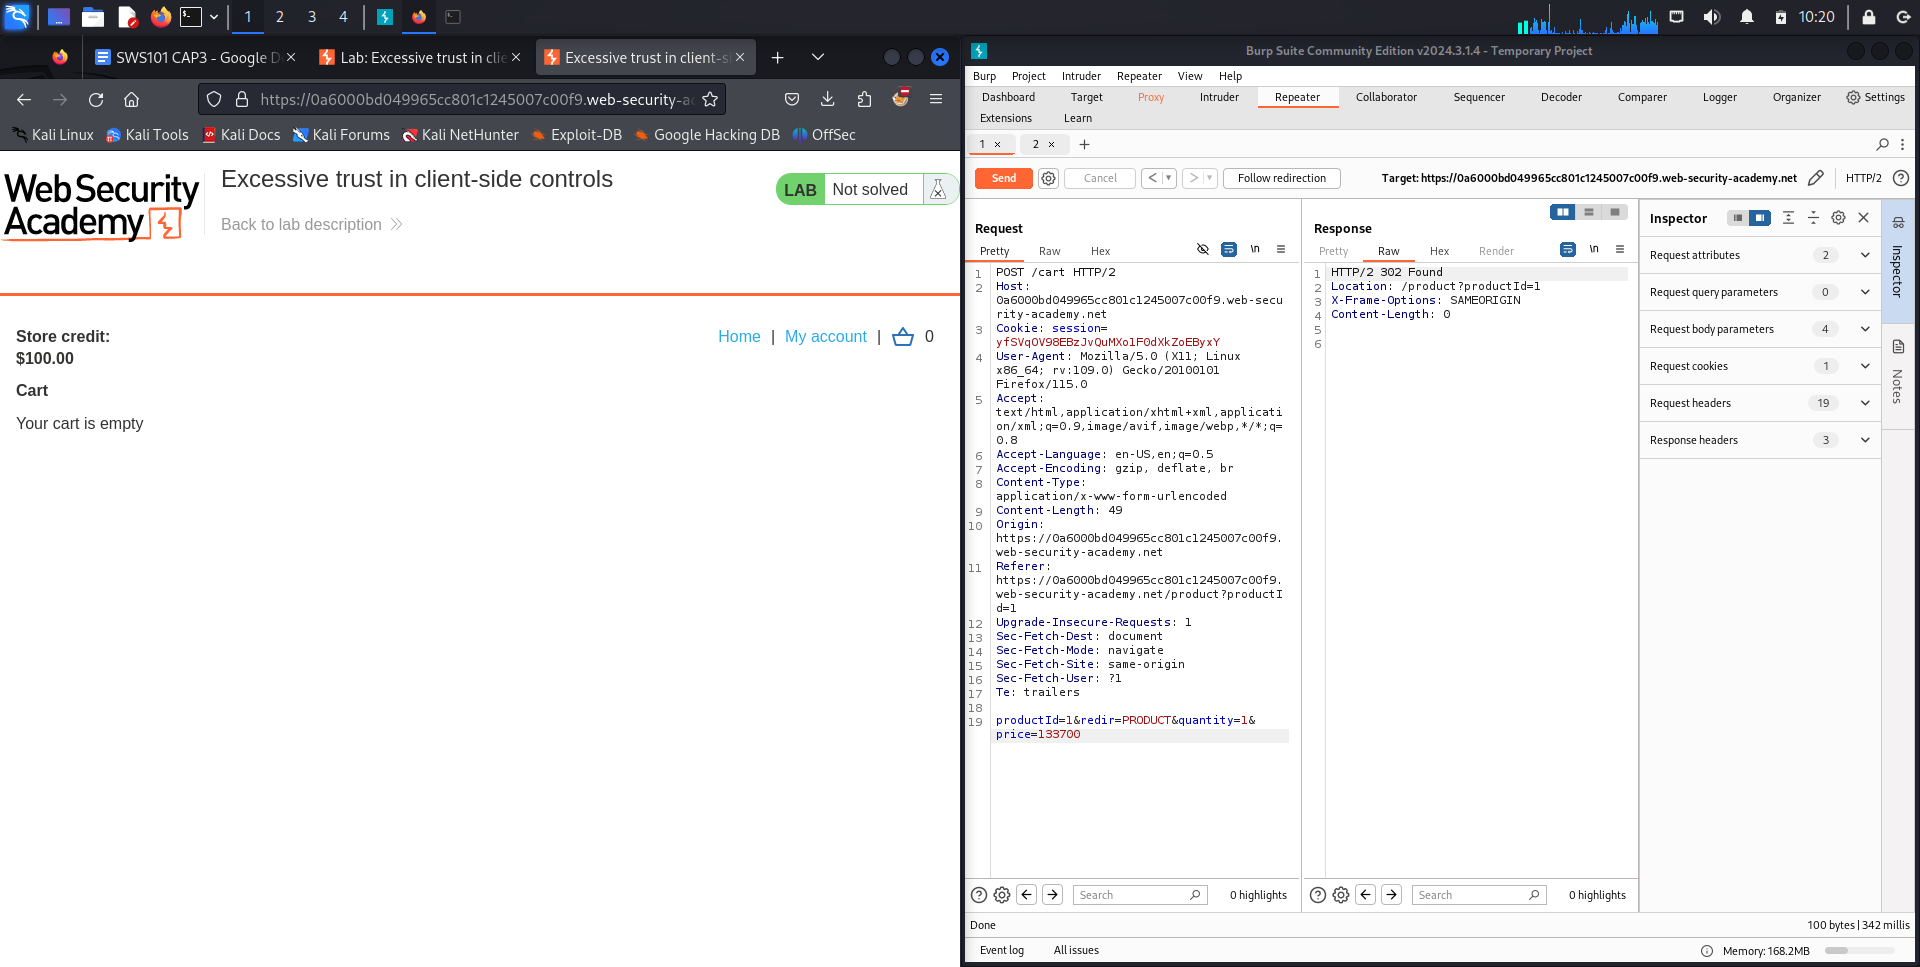 1 2 3 4 10:20
SWS101 CAP3 - Google D
Lab: Excessive trust in clie
Excessive trust in client-s
https://0a6000bd049965cc801c1245007c00f9.web-security-ac
Kali Linux Kali Tools Kali Docs Kali Forums Kali NetHunter Exploit-DB Google Hacking DB OffSec
Web Security
Academy
Excessive trust in client-side controls
Back to lab description
LAB Not solved
Store credit:
$100.00
Home | My account | 0
Cart
Your cart is empty
Burp Suite Community Edition v2024.3.1.4 - Temporary Project
Burp Project Intruder Repeater View Help
Dashboard Target Proxy Intruder Repeater Collaborator Sequencer Decoder Comparer Logger Organizer Settings
Extensions Learn
1 × 2 × +
Send Cancel < > Follow redirection Target: https://0a6000bd049965cc801c1245007c00f9.web-security-academy.net HTTP/2
Request
Pretty Raw Hex \n
1 POST /cart HTTP/2
2 Host:
0a6000bd049965cc801c1245007c00f9.web-secu
rity-academy.net
3 Cookie: session=
yfSVqOV98EBzJvQuMXolF0dXkZoEByxY
4 User-Agent: Mozilla/5.0 (X11; Linux
x86_64; rv:109.0) Gecko/20100101
Firefox/115.0
5 Accept:
text/html,application/xhtml+xml,applicati
on/xml;q=0.9,image/avif,image/webp,*/*;q=
0.8
6 Accept-Language: en-US,en;q=0.5
7 Accept-Encoding: gzip, deflate, br
8 Content-Type:
application/x-www-form-urlencoded
9 Content-Length: 49
10 Origin:
https://0a6000bd049965cc801c1245007c00f9.
web-security-academy.net
11 Referer:
https://0a6000bd049965cc801c1245007c00f9.
web-security-academy.net/product?productI
d=1
12 Upgrade-Insecure-Requests: 1
13 Sec-Fetch-Dest: document
14 Sec-Fetch-Mode: navigate
15 Sec-Fetch-Site: same-origin
16 Sec-Fetch-User: ?1
17 Te: trailers
18
19 productId=1&redir=PRODUCT&quantity=1&
price=133700
Search 0 highlights
Response
Pretty Raw Hex Render \n
1 HTTP/2 302 Found
2 Location: /product?productId=1
3 X-Frame-Options: SAMEORIGIN
4 Content-Length: 0
5
6
Search 0 highlights
Inspector
Request attributes 2
Request query parameters 0
Request body parameters 4
Request cookies 1
Request headers 19
Response headers 3
Inspector
Notes
Done 100 bytes | 342 millis
Event log All issues Memory: 168.2MB